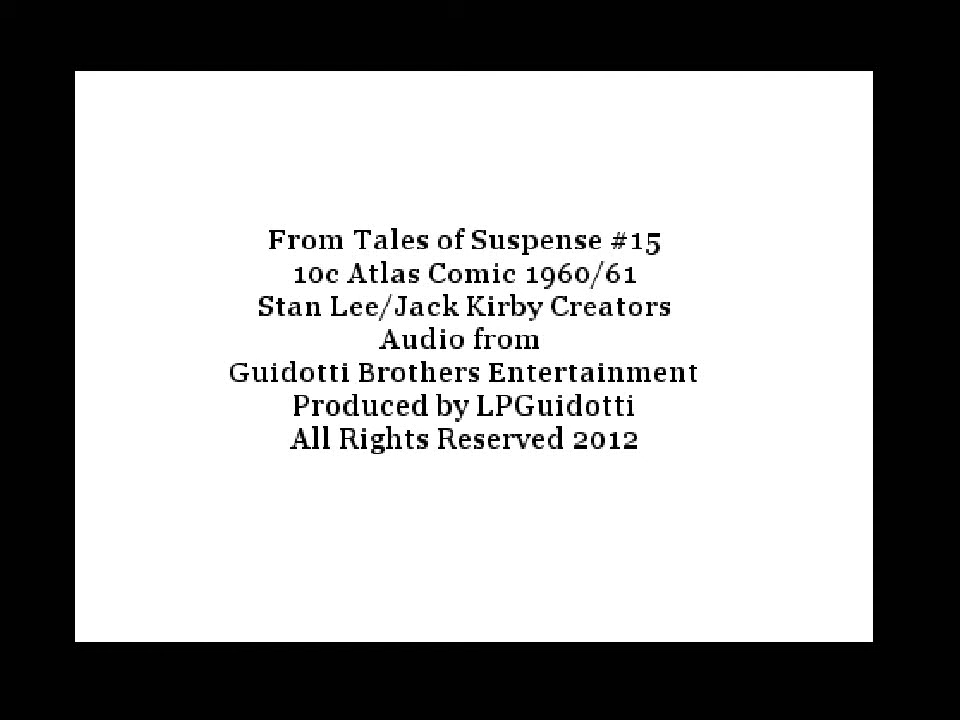 From Tales of Suspense #15
10c Atlas Comic 1960/61
Stan Lee/Jack Kirby Creators
Audio from
Guidotti Brothers Entertainment
Produced by LPGuidotti
All Rights Reserved 2012